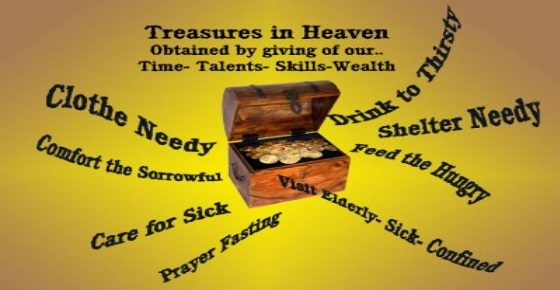 Treasures in Heaven
Obtained by giving of our..
Time- Talents- Skills-Wealth
Clothe Needy
Comfort the Sorrowful
Care for Sick
Prayer Fasting
Drink to Thirsty
Shelter Needy
Feed the Hungry
Visit Elderly- Sick- Confined